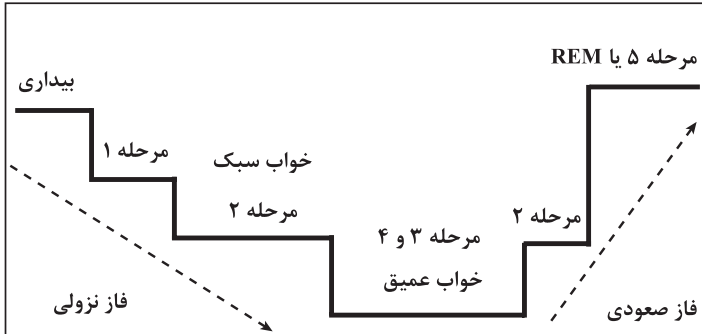 مرحله ۵ یا REM
بیداری
مرحله ۱
خواب سبک
مرحله ۲
مرحله ۳ و ۴
خواب عمیق
مرحله ۲
فاز نزولی
فاز صعودی